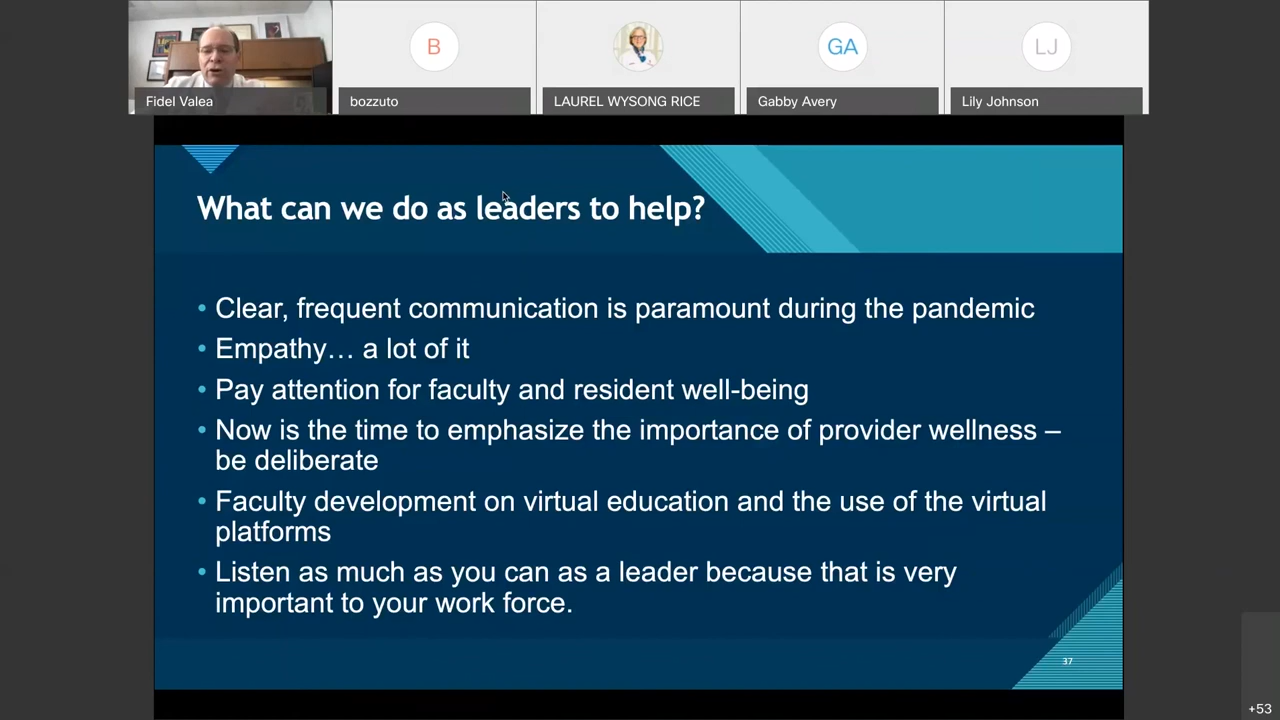 B
GA
LJ
Fidel Valea
bozzuto
LAUREL WYSONG RICE
Gabby Avery
Lily Johnson
What can we do as leaders to help?
• Clear, frequent communication is paramount during the pandemic
• Empathy… a lot of it
• Pay attention for faculty and resident well-being
• Now is the time to emphasize the importance of provider wellness –
be deliberate
• Faculty development on virtual education and the use of the virtual
platforms
• Listen as much as you can as a leader because that is very
important to your work force.
37
+53